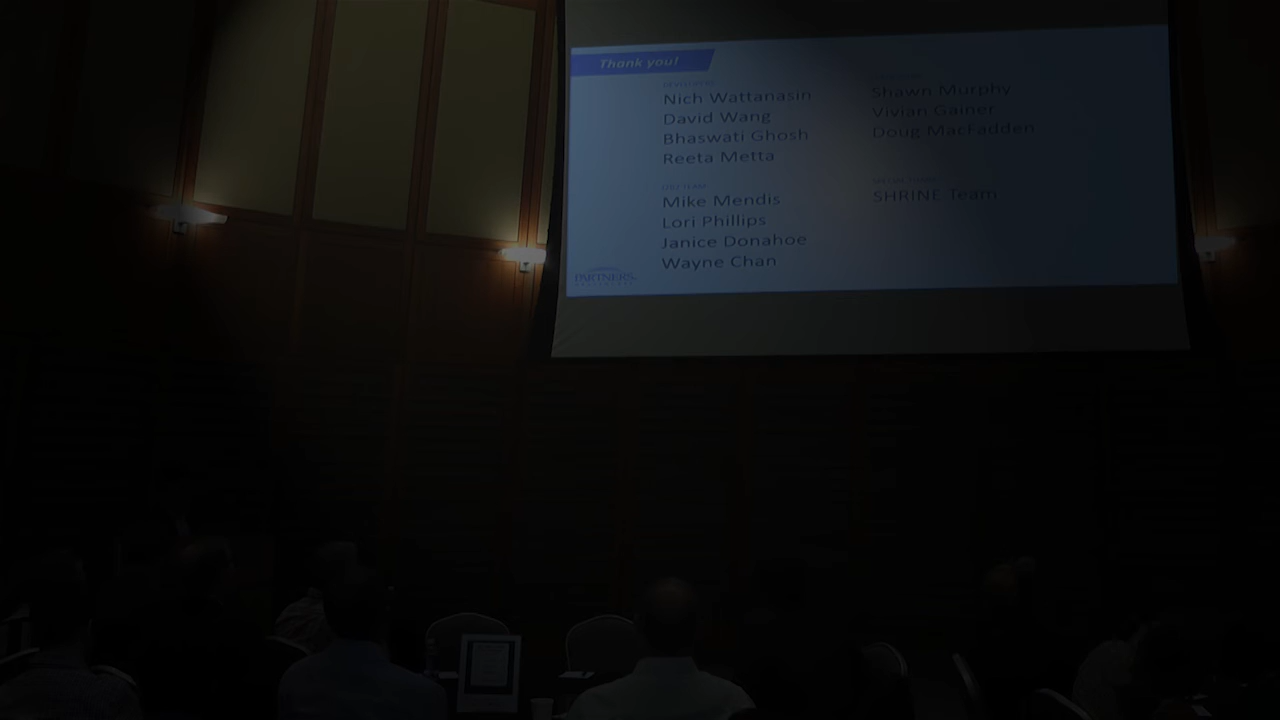 Thank you!
Nich Wattanasin
David Wang
Bhaswati Ghosh
Reeta Metta
Mike Mendis
Lori Phillips
Janice Donahoe
Wayne Chan
Shawn Murphy
Vivian Gainer
Doug MacFadden
SHRINE Team
PARTNERS